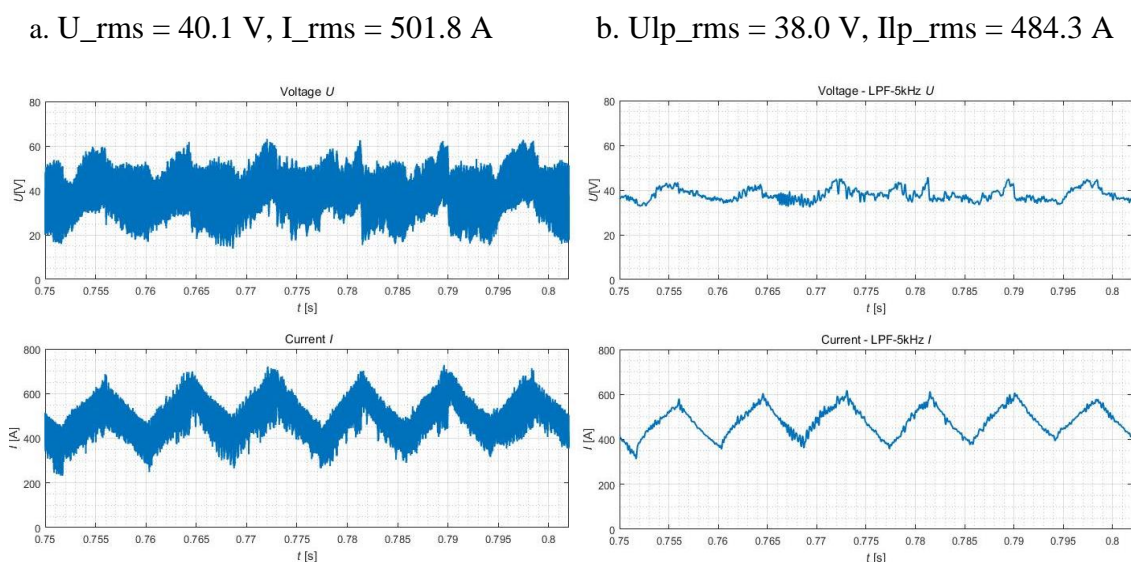 a. U_rms = 40.1 V, I_rms = 501.8 A
b. Ulp_rms = 38.0 V, Ilp_rms = 484.3 A
Voltage U
80
60
40
20
0
U[V]
0.75 0.755 0.76 0.765 0.77 0.775 0.78 0.785 0.79 0.795 0.8
t [s]
Voltage - LPF-5kHz U
80
60
40
20
0
U[V]
0.75 0.755 0.76 0.765 0.77 0.775 0.78 0.785 0.79 0.795 0.8
t [s]
Current I
800
600
400
200
0
I [A]
0.75 0.755 0.76 0.765 0.77 0.775 0.78 0.785 0.79 0.795 0.8
t [s]
Current - LPF-5kHz I
800
600
400
200
0
I [A]
0.75 0.755 0.76 0.765 0.77 0.775 0.78 0.785 0.79 0.795 0.8
t [s]